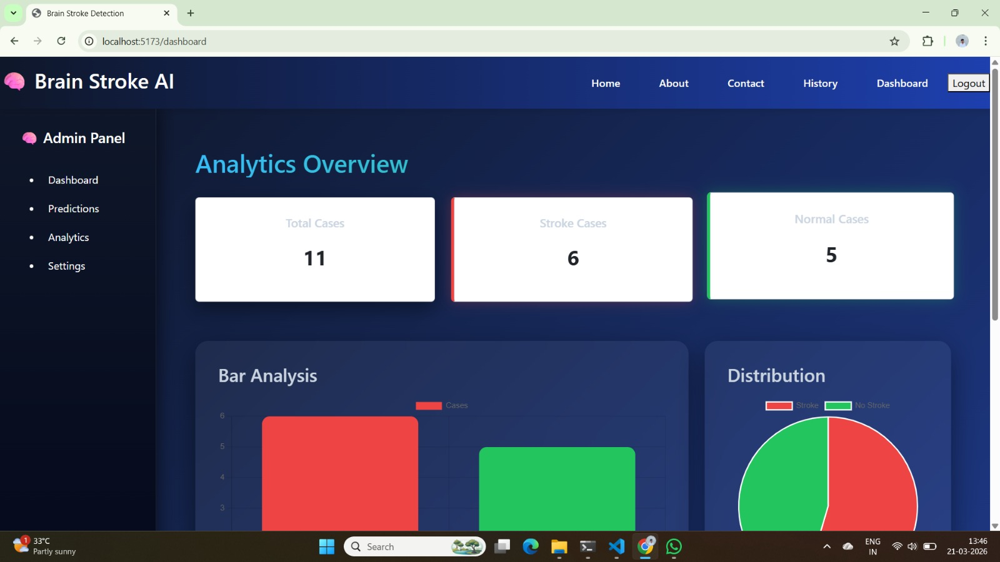 Brain Stroke Detection
localhost:5173/dashboard
Brain Stroke AI
Home About Contact History Dashboard Logout
Admin Panel
• Dashboard
• Predictions
• Analytics
• Settings
Analytics Overview
Total Cases
11
Stroke Cases
6
Normal Cases
5
Bar Analysis
Cases
6
5
4
3
Distribution
Stroke No Stroke
1
33°C
Partly sunny
Search
ENG
IN
13:46
21-03-2026